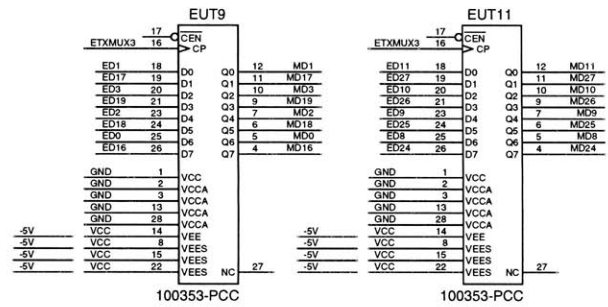 EUT9
17 CEN
ETXMUX3 16 CP
ED1 18 D0 Q0 12 MD1
ED17 19 D1 Q1 11 MD17
ED3 20 D2 Q2 10 MD3
ED19 21 D3 Q3 9 MD19
ED2 23 D4 Q4 7 MD2
ED18 24 D5 Q5 6 MD18
ED0 25 D6 Q6 5 MD0
ED16 26 D7 Q7 4 MD16
GND 1 VCC
GND 2 VCCA
GND 3 VCCA
GND 13 VCCA
GND 28 VCCA
-5V VCC 14 VEE
-5V VCC 8 VEES
-5V VCC 15 VEES
-5V VCC 22 VEES NC 27
100353-PCC
EUT11
17 CEN
ETXMUX3 16 CP
ED11 18 D0 Q0 12 MD11
ED27 19 D1 Q1 11 MD27
ED10 20 D2 Q2 10 MD10
ED26 21 D3 Q3 9 MD26
ED9 23 D4 Q4 7 MD9
ED25 24 D5 Q5 6 MD25
ED8 25 D6 Q6 5 MD8
ED24 26 D7 Q7 4 MD24
GND 1 VCC
GND 2 VCCA
GND 3 VCCA
GND 13 VCCA
GND 28 VCCA
-5V VCC 14 VEE
-5V VCC 8 VEES
-5V VCC 15 VEES
-5V VCC 22 VEES NC 27
100353-PCC